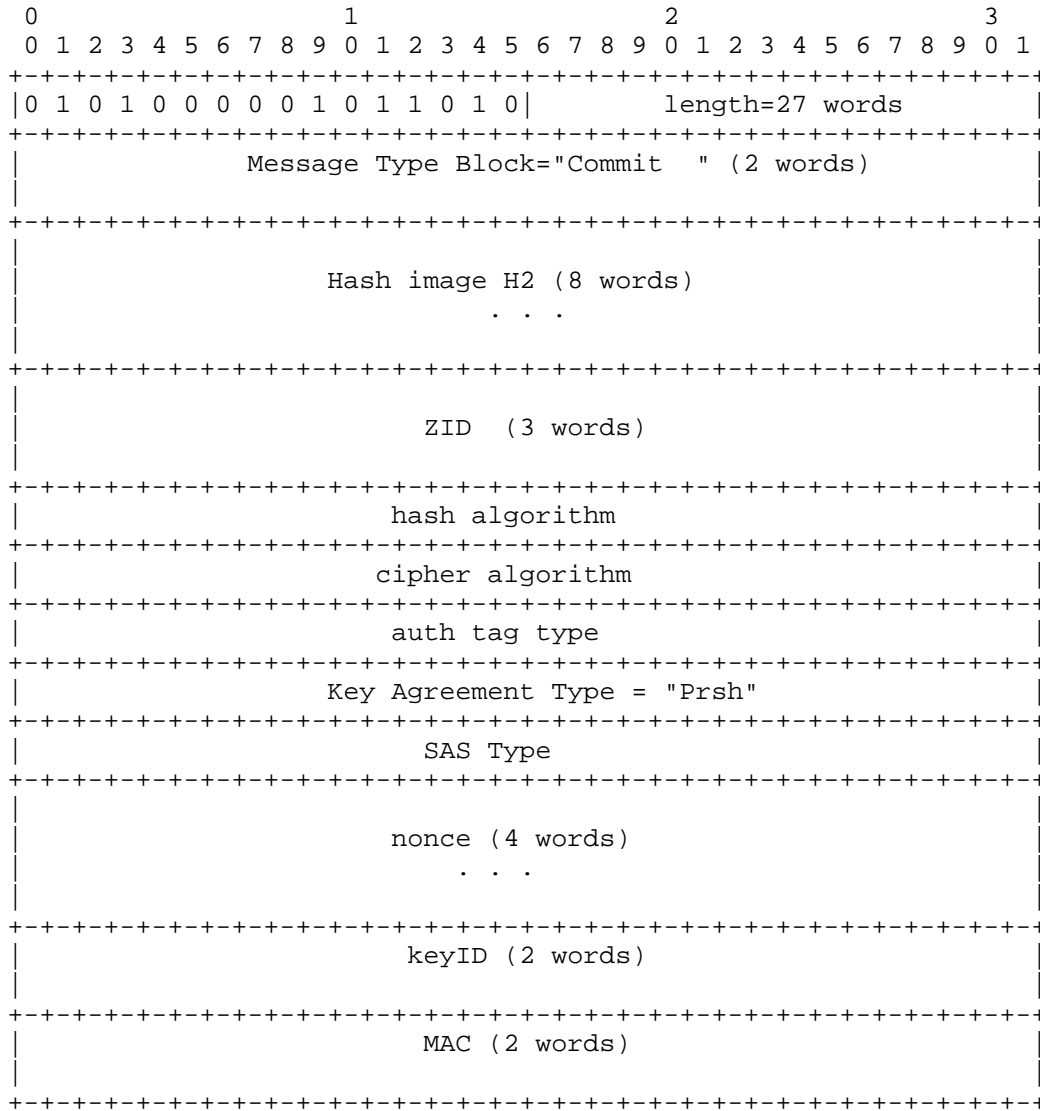 0                   1                   2                   3
 0 1 2 3 4 5 6 7 8 9 0 1 2 3 4 5 6 7 8 9 0 1 2 3 4 5 6 7 8 9 0 1
+-+-+-+-+-+-+-+-+-+-+-+-+-+-+-+-+-+-+-+-+-+-+-+-+-+-+-+-+-+-+-+-+
|0 1 0 1 0 0 0 0 0 1 0 1 1 0 1 0|        length=27 words        |
+-+-+-+-+-+-+-+-+-+-+-+-+-+-+-+-+-+-+-+-+-+-+-+-+-+-+-+-+-+-+-+-+
|              Message Type Block="Commit  " (2 words)          |
|                                                               |
+-+-+-+-+-+-+-+-+-+-+-+-+-+-+-+-+-+-+-+-+-+-+-+-+-+-+-+-+-+-+-+-+
|                                                               |
|                   Hash image H2 (8 words)                     |
|                             . . .                             |
|                                                               |
+-+-+-+-+-+-+-+-+-+-+-+-+-+-+-+-+-+-+-+-+-+-+-+-+-+-+-+-+-+-+-+-+
|                                                               |
|                         ZID  (3 words)                        |
|                                                               |
+-+-+-+-+-+-+-+-+-+-+-+-+-+-+-+-+-+-+-+-+-+-+-+-+-+-+-+-+-+-+-+-+
|                       hash algorithm                          |
+-+-+-+-+-+-+-+-+-+-+-+-+-+-+-+-+-+-+-+-+-+-+-+-+-+-+-+-+-+-+-+-+
|                      cipher algorithm                         |
+-+-+-+-+-+-+-+-+-+-+-+-+-+-+-+-+-+-+-+-+-+-+-+-+-+-+-+-+-+-+-+-+
|                       auth tag type                           |
+-+-+-+-+-+-+-+-+-+-+-+-+-+-+-+-+-+-+-+-+-+-+-+-+-+-+-+-+-+-+-+-+
|                   Key Agreement Type = "Prsh"                 |
+-+-+-+-+-+-+-+-+-+-+-+-+-+-+-+-+-+-+-+-+-+-+-+-+-+-+-+-+-+-+-+-+
|                         SAS Type                              |
+-+-+-+-+-+-+-+-+-+-+-+-+-+-+-+-+-+-+-+-+-+-+-+-+-+-+-+-+-+-+-+-+
|                                                               |
|                       nonce (4 words)                         |
|                           . . .                               |
|                                                               |
+-+-+-+-+-+-+-+-+-+-+-+-+-+-+-+-+-+-+-+-+-+-+-+-+-+-+-+-+-+-+-+-+
|                        keyID (2 words)                        |
|                                                               |
+-+-+-+-+-+-+-+-+-+-+-+-+-+-+-+-+-+-+-+-+-+-+-+-+-+-+-+-+-+-+-+-+
|                         MAC (2 words)                         |
|                                                               |
+-+-+-+-+-+-+-+-+-+-+-+-+-+-+-+-+-+-+-+-+-+-+-+-+-+-+-+-+-+-+-+-+